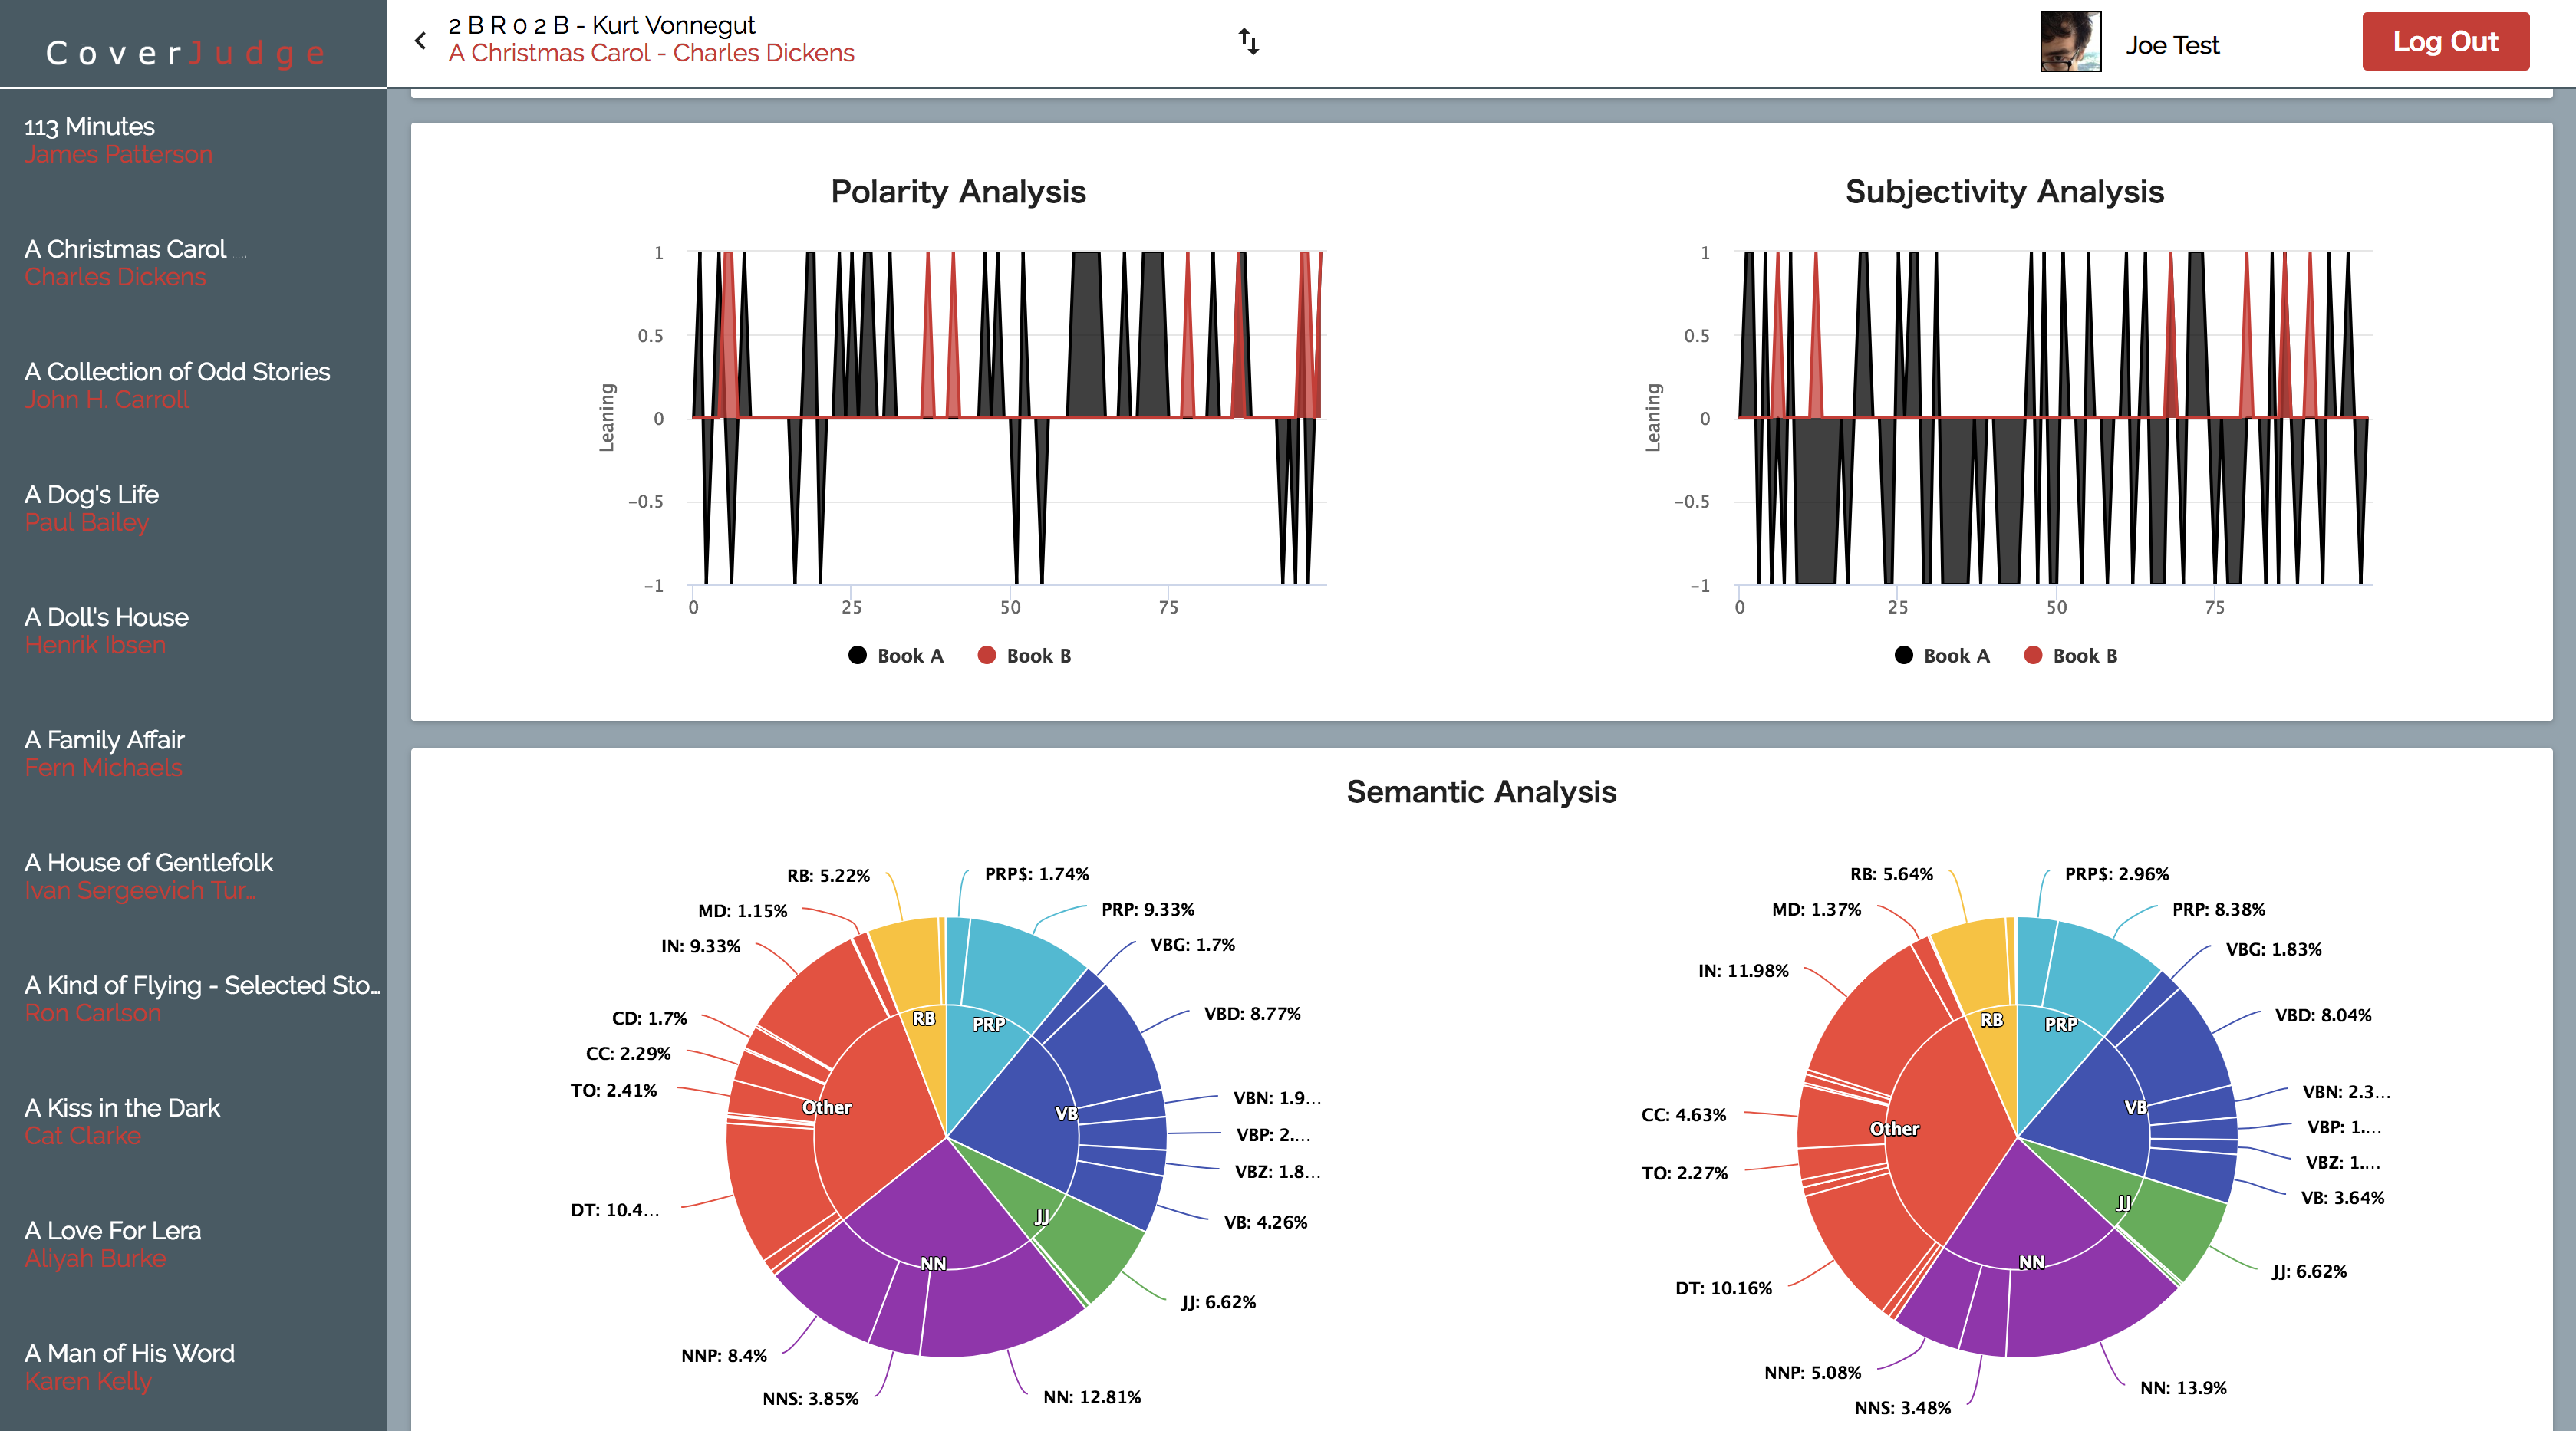 CoverJudge
2 B R 0 2 B - Kurt Vonnegut
A Christmas Carol - Charles Dickens
Joe Test
Log Out
113 Minutes
James Patterson
A Christmas Carol
Charles Dickens
A Collection of Odd Stories
John H. Carroll
A Dog's Life
Paul Bailey
A Doll's House
Henrik Ibsen
A Family Affair
Fern Michaels
A House of Gentlefolk
Ivan Sergeevich Tur...
A Kind of Flying - Selected Sto...
Ron Carlson
A Kiss in the Dark
Cat Clarke
A Love For Lera
Aliyah Burke
A Man of His Word
Karen Kelly
Polarity Analysis
Leaning
1
0.5
0
-0.5
-1
0 25 50 75
Book A Book B
Subjectivity Analysis
Leaning
1
0.5
0
-0.5
-1
0 25 50 75
Book A Book B
Semantic Analysis
RB: 5.22%
PRP$: 1.74%
MD: 1.15%
PRP: 9.33%
IN: 9.33%
VBG: 1.7%
CD: 1.7%
VBD: 8.77%
CC: 2.29%
TO: 2.41%
VBN: 1.9...
VBP: 2....
VBZ: 1.8...
DT: 10.4...
VB: 4.26%
JJ: 6.62%
NNP: 8.4%
NNS: 3.85%
NN: 12.81%
RB
PRP
Other
VB
JJ
NN
RB: 5.64%
PRP$: 2.96%
MD: 1.37%
PRP: 8.38%
IN: 11.98%
VBG: 1.83%
VBD: 8.04%
VBN: 2.3...
CC: 4.63%
VBP: 1....
VBZ: 1....
TO: 2.27%
VB: 3.64%
DT: 10.16%
JJ: 6.62%
NNP: 5.08%
NNS: 3.48%
NN: 13.9%
RB
PRP
Other
VB
JJ
NN